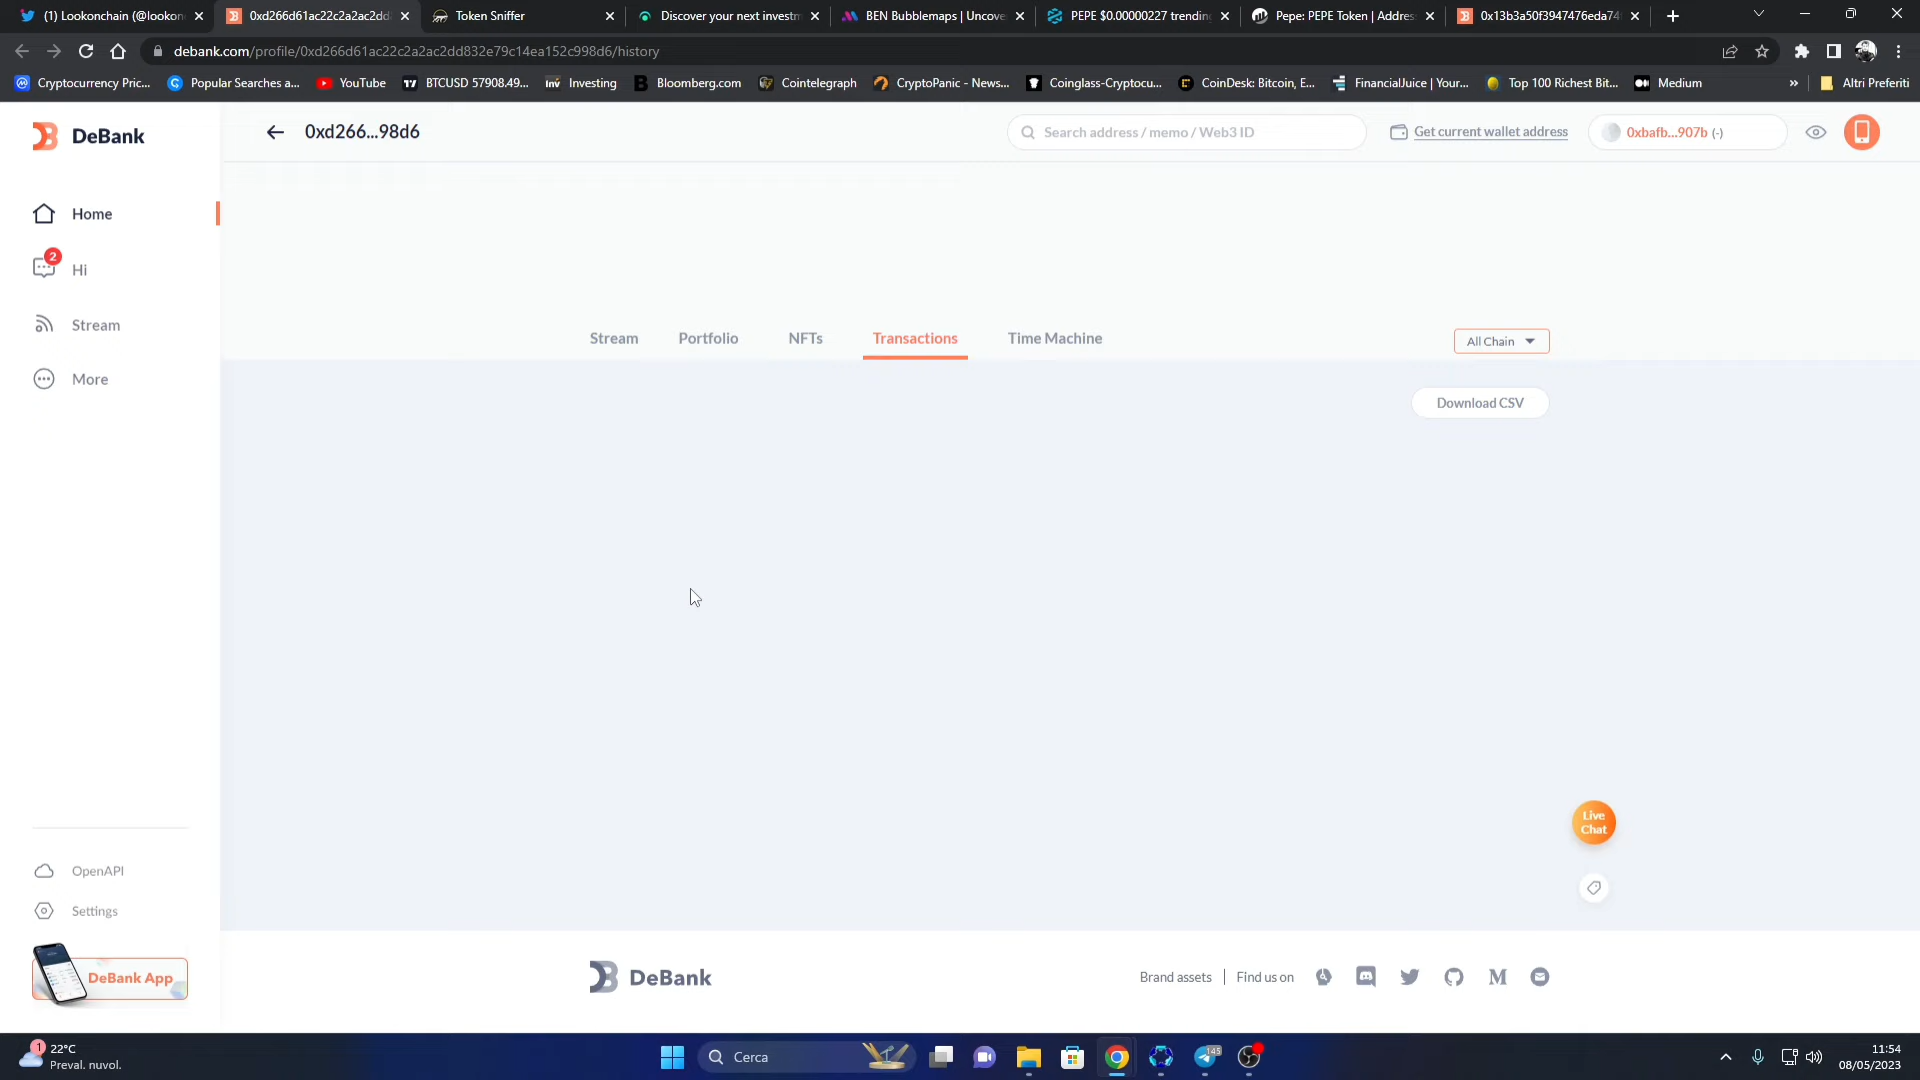 (1) Lookonchain (@lookon
0xd266d61ac22c2a2ac2dd
Token Sniffer
Discover your next investm
BEN Bubblemaps | Uncove
PEPE $0.00000227 trending
Pepe: PEPE Token | Addres
0x13b3a50f3947476eda74
debank.com/profile/0xd266d61ac22c2a2ac2dd832e79c14ea152c998d6/history
Cryptocurrency Pric...
Popular Searches a...
YouTube
BTCUSD 57908.49...
Investing
Bloomberg.com
Cointelegraph
CryptoPanic - News...
Coinglass-Cryptocu...
CoinDesk: Bitcoin, E...
FinancialJuice | Your...
Top 100 Richest Bit...
Medium
»
Altri Preferiti
DeBank
0xd266...98d6
Search address / memo / Web3 ID
Get current wallet address
0xbafb...907b (-)
Home
2
Hi
Stream
More
Stream
Portfolio
NFTs
Transactions
Time Machine
All Chain
Download CSV
Live
Chat
OpenAPI
Settings
DeBank App
DeBank
Brand assets
Find us on
1
22°C
Preval. nuvol.
Cerca
145
11:54
08/05/2023